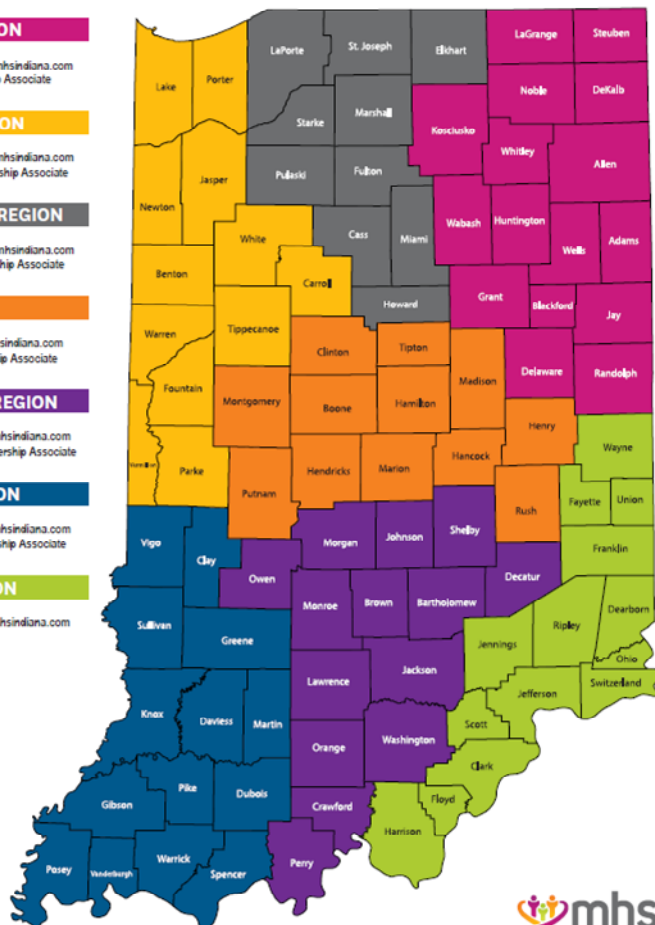 ION
mhsindiana.com
p Associate
ION
mhsindiana.com
ership Associate
REGION
mhsindiana.com
hip Associate
sindiana.com
ip Associate
REGION
hsindiana.com
nership Associate
ON
hsindiana.com
ship Associate
ON
hsindiana.com
LaPorte
St. Joseph
Elkhart
LaGrange
Steuben
Lake
Porter
Noble
DeKalb
Starke
Marshall
Kosciusko
Whitley
Allen
Pulaski
Fulton
Jasper
Newton
Wabash
Huntington
White
Cass
Miami
Wells
Adams
Benton
Carroll
Howard
Grant
Blackford
Jay
Warren
Tippecanoe
Clinton
Tipton
Madison
Delaware
Randolph
Fountain
Montgomery
Boone
Hamilton
Henry
Wayne
Parke
Hendricks
Marion
Hancock
Putnam
Rush
Fayette
Union
Vigo
Clay
Morgan
Johnson
Shelby
Franklin
Owen
Decatur
Monroe
Brown
Bartholomew
Sullivan
Greene
Jennings
Ripley
Dearborn
Ohio
Lawrence
Jackson
Jefferson
Switzerland
Knox
Daviess
Martin
Scott
Orange
Washington
Clark
Gibson
Pike
Dubois
Crawford
Floyd
Harrison
Posey
Vanderburgh
Warrick
Spencer
Perry
mhs